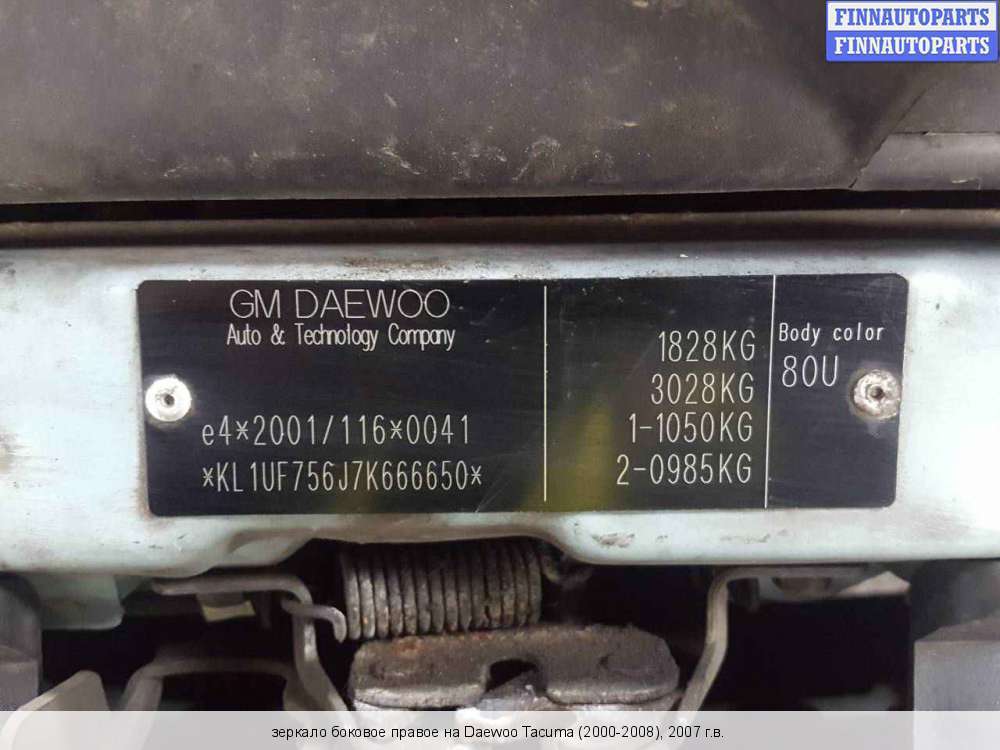 FINNAUTOPARTS
FINNAUTOPARTS
GM DAEWOO
Auto & Technology Company
e4*2001/116*0041
*KL1UF756J7K666650*
1828KG
3028KG
1-1050KG
2-0985KG
Body color
80U
зеркало боковое правое на Daewoo Tacuma (2000-2008), 2007 г.в.